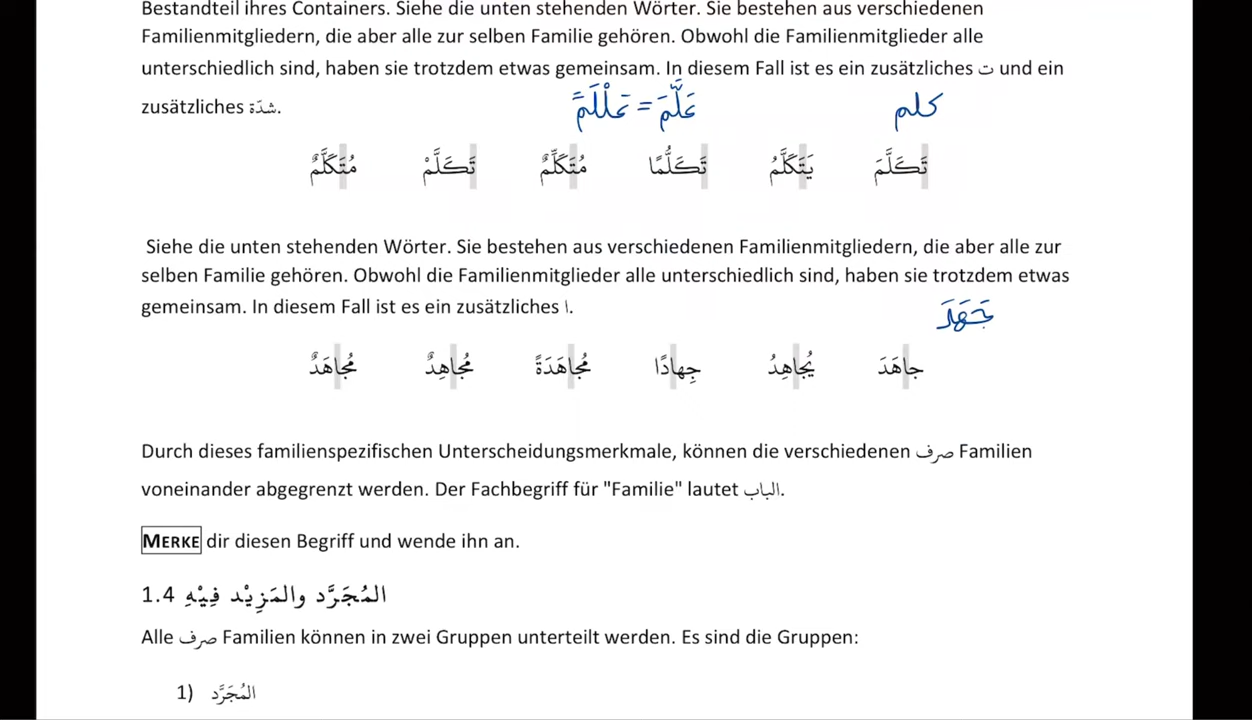 Bestandteil ihres Containers. Siehe die unten stehenden Wörter. Sie bestehen aus verschiedenen
Familienmitgliedern, die aber alle zur selben Familie gehören. Obwohl die Familienmitglieder alle
unterschiedlich sind, haben sie trotzdem etwas gemeinsam. In diesem Fall ist es ein zusätzliches ت und ein
zusätzliches شدّة.
كلم
عَلَّمَ = عَلْلَمَ
تَكَلَّمَ يَتَكَلَّمُ تَكَلُّمًا مُتَكَلِّمٌ تَكَلَّمْ مُتَكَلَّمٌ
Siehe die unten stehenden Wörter. Sie bestehen aus verschiedenen Familienmitgliedern, die aber alle zur
selben Familie gehören. Obwohl die Familienmitglieder alle unterschiedlich sind, haben sie trotzdem etwas
gemeinsam. In diesem Fall ist es ein zusätzliches ا.
جَهَدَ
جاهَدَ يُجاهِدُ جِهادًا مُجاهَدَةً مُجاهِدٌ مُجاهَدٌ
Durch dieses familienspezifischen Unterscheidungsmerkmale, können die verschiedenen صرف Familien
voneinander abgegrenzt werden. Der Fachbegriff für "Familie" lautet الباب.
MERKE dir diesen Begriff und wende ihn an.
1.4 المُجَرَّد والمَزِيْد فِيْهِ
Alle صرف Familien können in zwei Gruppen unterteilt werden. Es sind die Gruppen:
1) المُجَرَّد